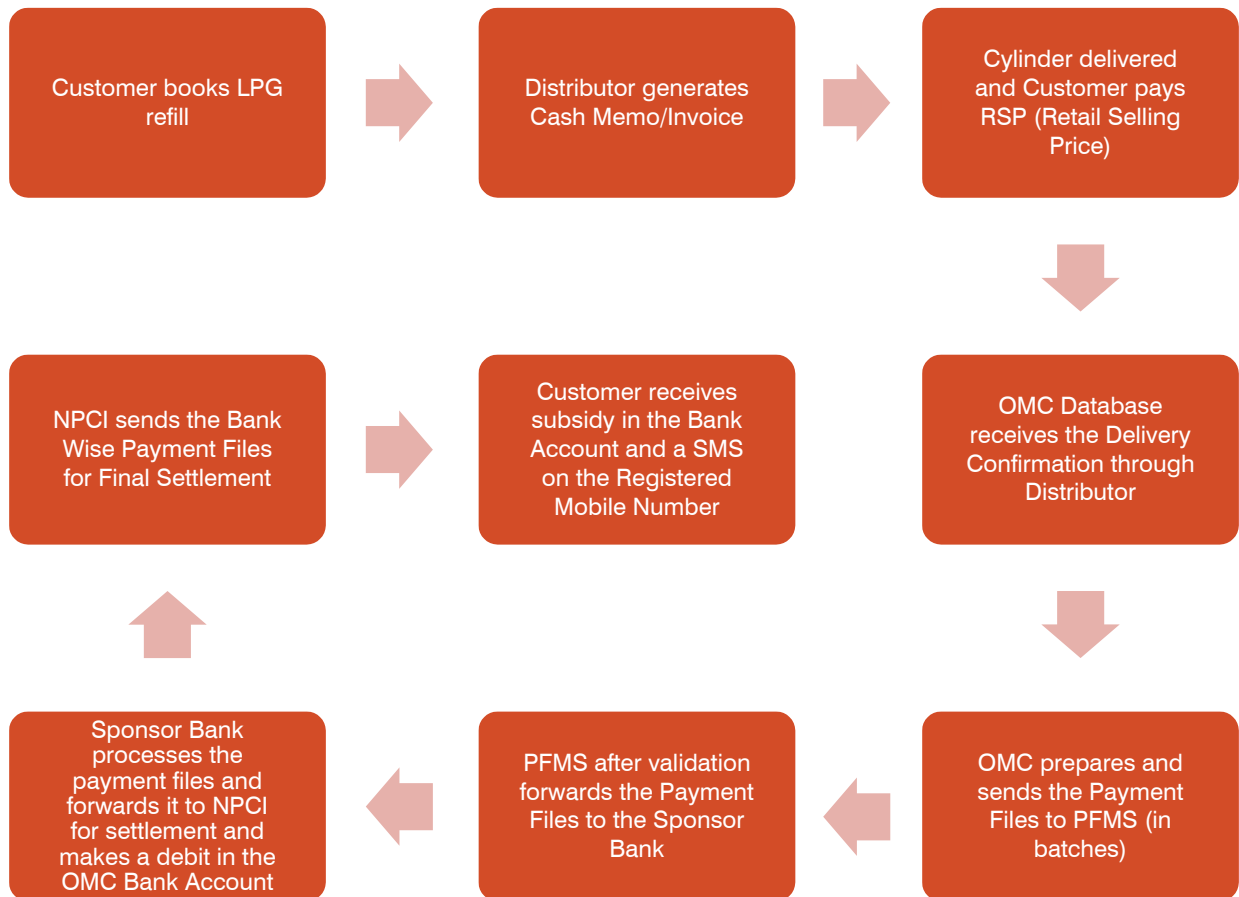 Customer books LPG
refill
Distributor generates
Cash Memo/Invoice
Cylinder delivered
and Customer pays
RSP (Retail Selling
Price)
OMC Database
receives the Delivery
Confirmation through
Distributor
OMC prepares and
sends the Payment
Files to PFMS (in
batches)
PFMS after validation
forwards the Payment
Files to the Sponsor
Bank
Sponsor Bank
processes the
payment files and
forwards it to NPCI
for settlement and
makes a debit in the
OMC Bank Account
NPCI sends the Bank
Wise Payment Files
for Final Settlement
Customer receives
subsidy in the Bank
Account and a SMS
on the Registered
Mobile Number